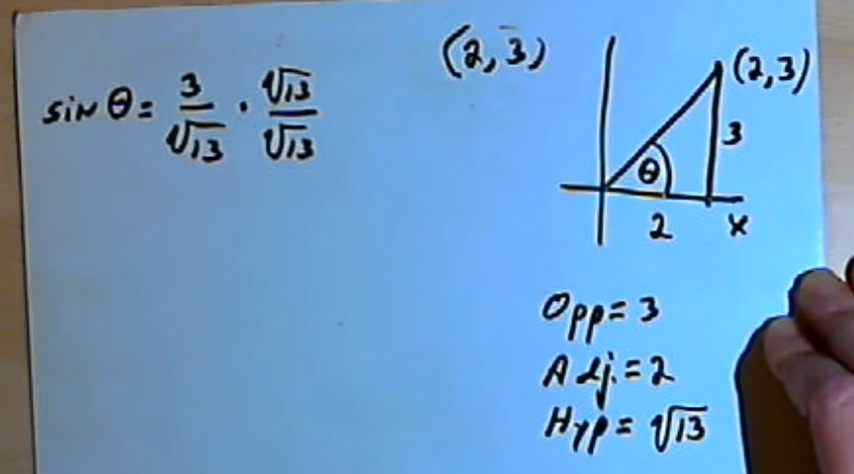 sin θ = 3/√13 · √13/√13
(2, 3)
(2, 3)
3
θ
2
x
Opp = 3
Adj. = 2
Hyp = √13